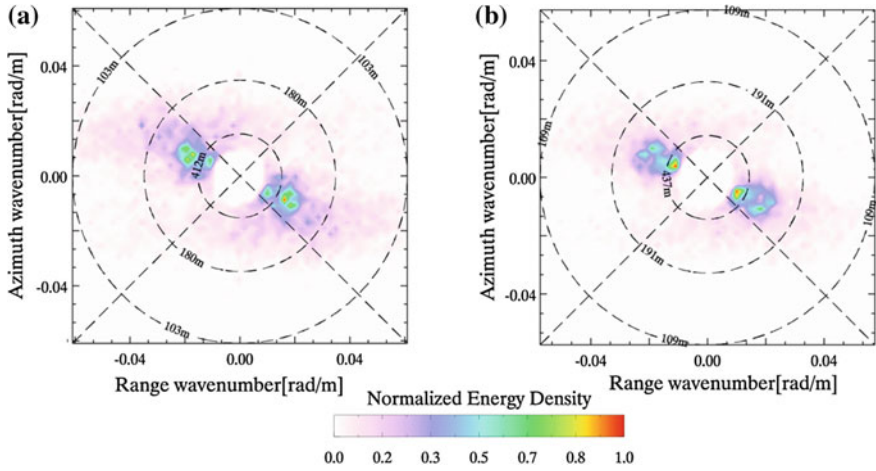 (a)
(b)
Azimuth wavenumber[rad/m]
0.04
0.00
-0.04
103m
103m
180m
412m
180m
103m
-0.04
0.00
0.04
Range wavenumber[rad/m]
Azimuth wavenumber[rad/m]
0.04
0.00
-0.04
109m
109m
109m
191m
437m
191m
109m
-0.04
0.00
0.04
Range wavenumber[rad/m]
Normalized Energy Density
0.0 0.2 0.3 0.5 0.7 0.8 1.0